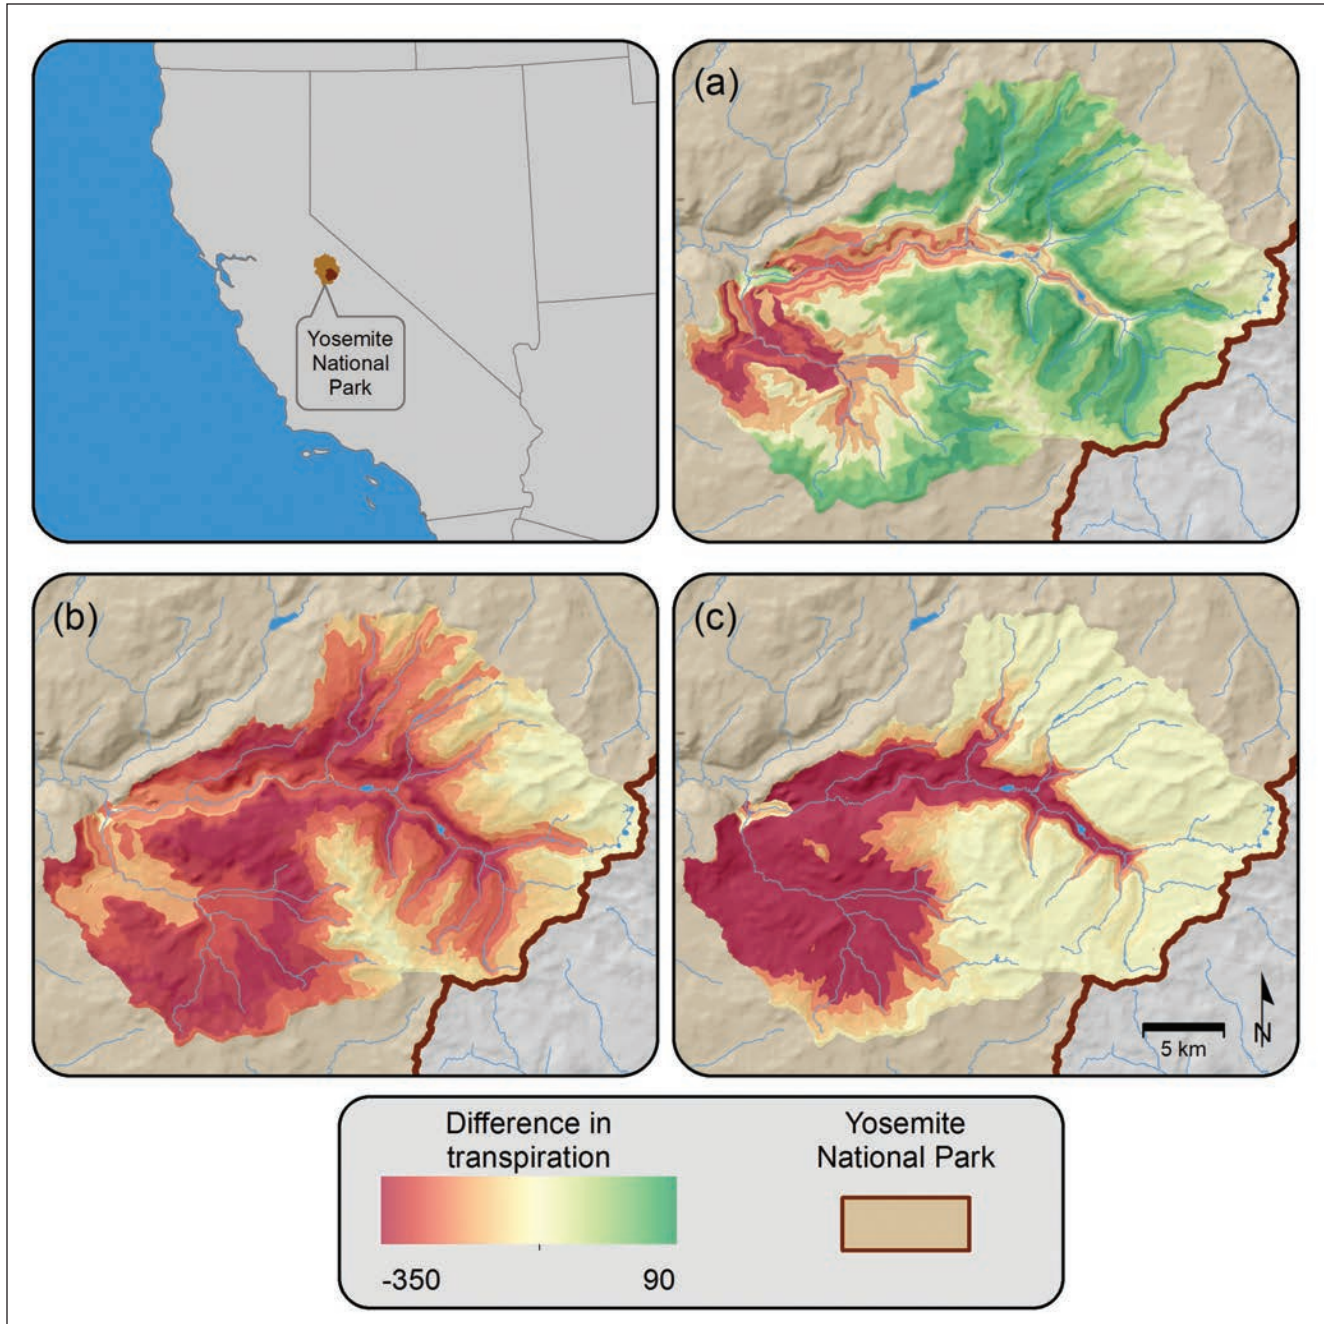 Yosemite
National
Park
(a)
(b)
(c)
N
5 km
Difference in
transpiration
-350
90
Yosemite
National Park